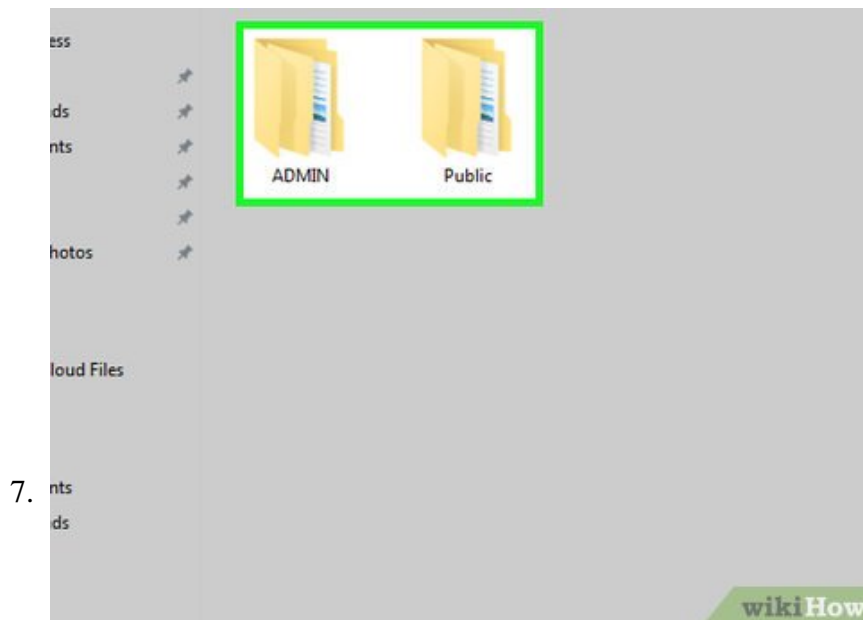 ess
ds
nts
ADMIN Public
hotos
loud Files
7. nts
ds
wikiHow